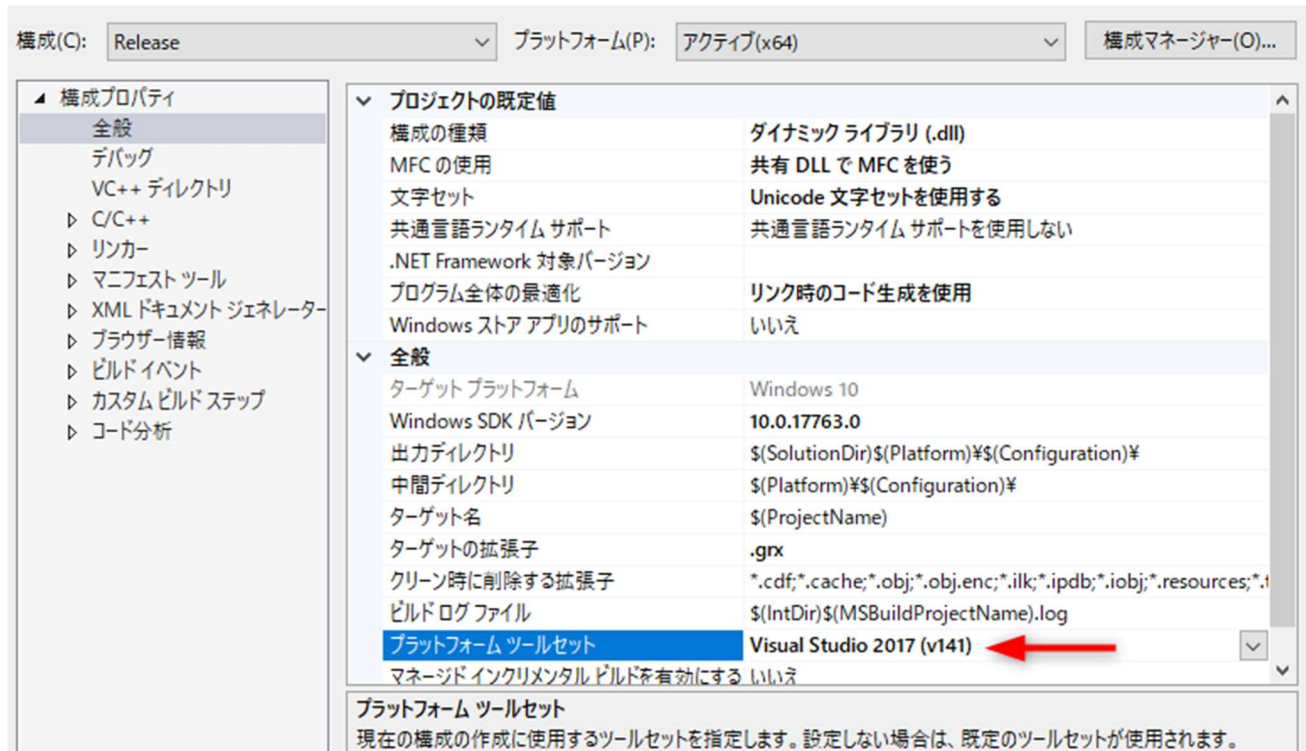 構成(C): Release プラットフォーム(P): アクティブ(x64) 構成マネージャー(O)...
構成プロパティ
全般
デバッグ
VC++ ディレクトリ
C/C++
リンカー
マニフェスト ツール
XML ドキュメント ジェネレーター
ブラウザー情報
ビルド イベント
カスタム ビルド ステップ
コード分析
プロジェクトの既定値
構成の種類 ダイナミック ライブラリ (.dll)
MFC の使用 共有 DLL で MFC を使う
文字セット Unicode 文字セットを使用する
共通言語ランタイム サポート 共通言語ランタイム サポートを使用しない
.NET Framework 対象バージョン
プログラム全体の最適化 リンク時のコード生成を使用
Windows ストア アプリのサポート いいえ
全般
ターゲット プラットフォーム Windows 10
Windows SDK バージョン 10.0.17763.0
出力ディレクトリ $(SolutionDir)$(Platform)¥$(Configuration)¥
中間ディレクトリ $(Platform)¥$(Configuration)¥
ターゲット名 $(ProjectName)
ターゲットの拡張子 .grx
クリーン時に削除する拡張子 *.cdf;*.cache;*.obj;*.obj.enc;*.ilk;*.ipdb;*.iobj;*.resources;*.t
ビルド ログ ファイル $(IntDir)$(MSBuildProjectName).log
プラットフォーム ツールセット Visual Studio 2017 (v141)
マネージド インクリメンタル ビルドを有効にする いいえ
プラットフォーム ツールセット
現在の構成の作成に使用するツールセットを指定します。設定しない場合は、既定のツールセットが使用されます。